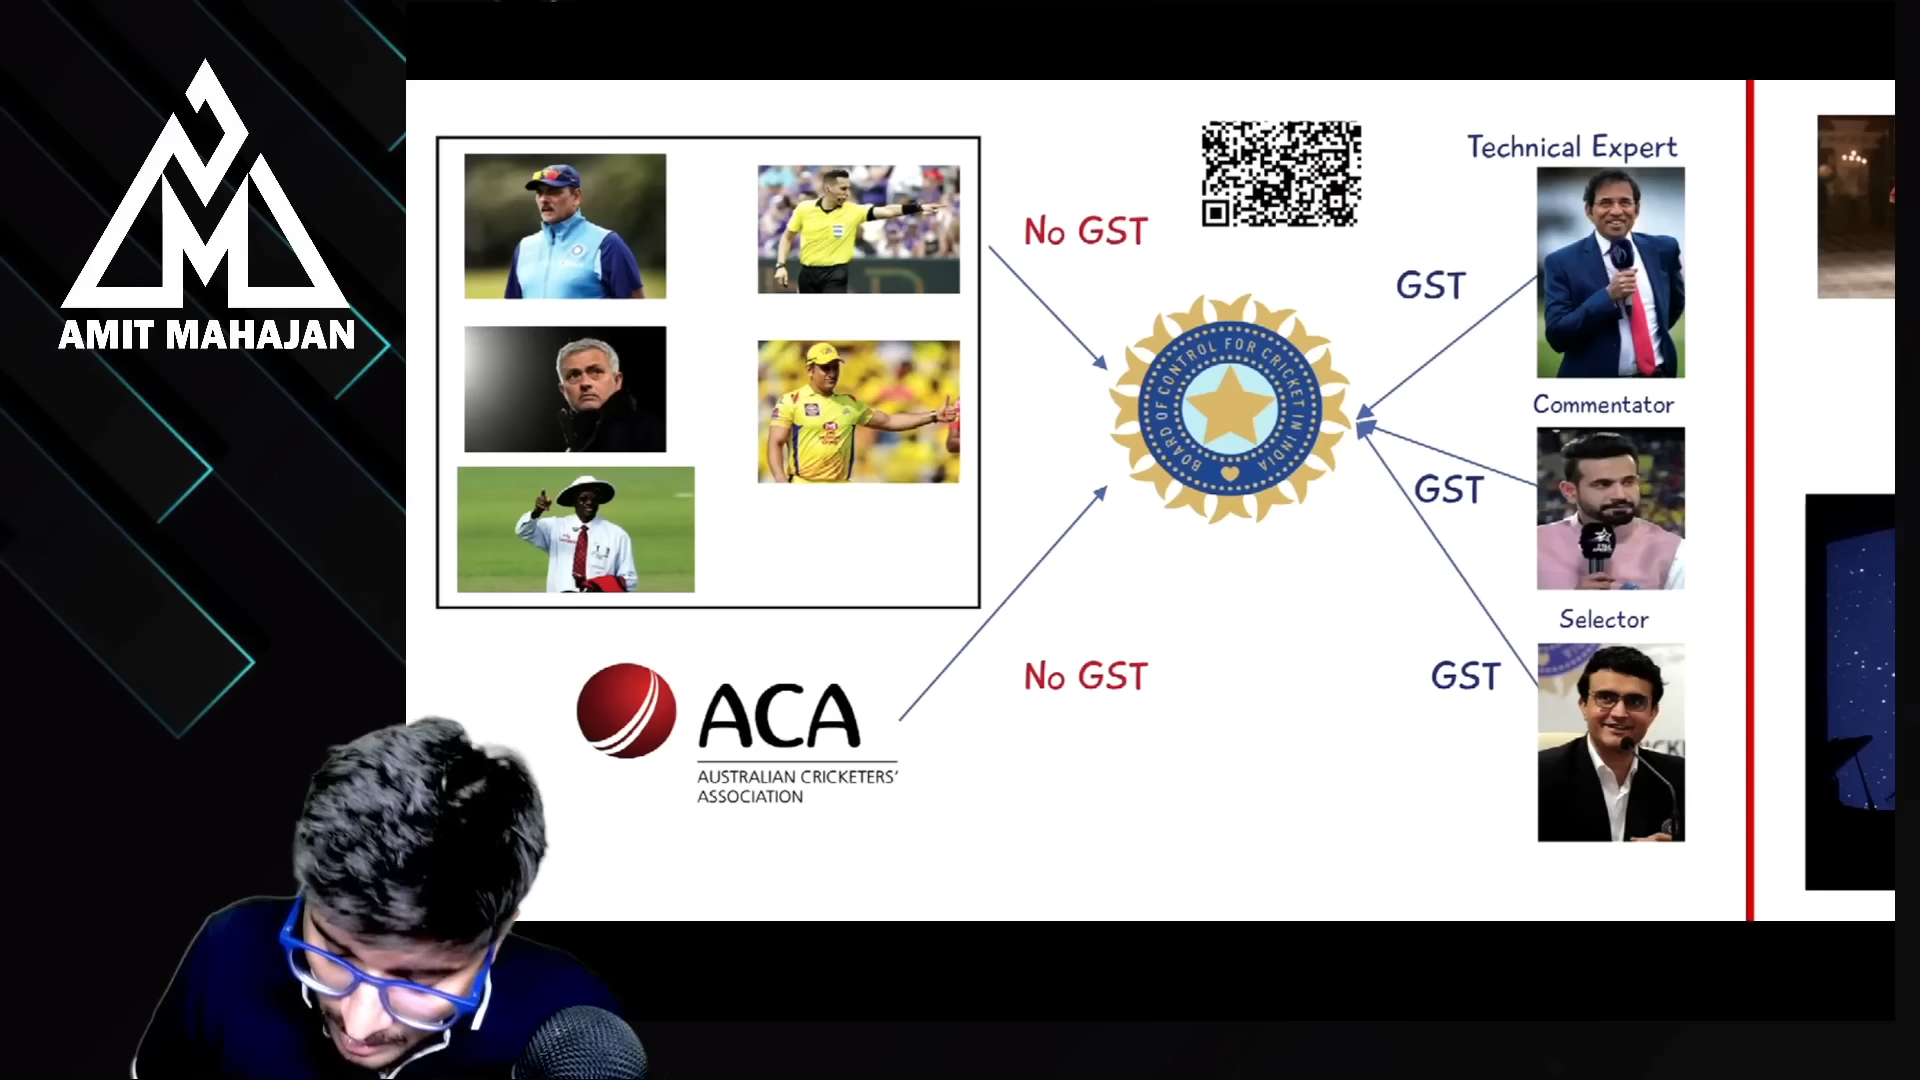 AMIT MAHAJAN
No GST
Technical Expert
GST
BOARD OF CONTROL FOR CRICKET IN INDIA
Commentator
GST
Selector
No GST
GST
ACA
AUSTRALIAN CRICKETERS'
ASSOCIATION